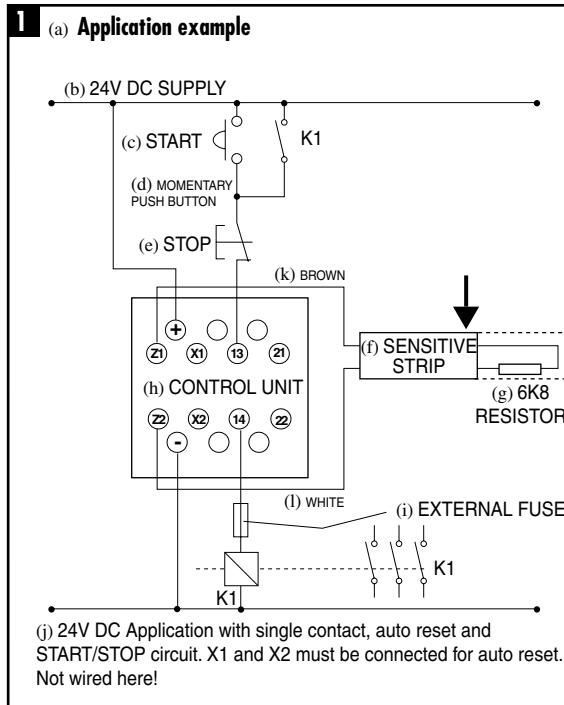 1 (a) Application example
(b) 24V DC SUPPLY
(c) START
K1
(d) MOMENTARY
PUSH BUTTON
(e) STOP
(k) BROWN
+
Z1 X1 13 21
(f) SENSITIVE
STRIP
(h) CONTROL UNIT
(g) 6K8
RESISTOR
Z2 X2 14 22
-
(l) WHITE
(i) EXTERNAL FUSE
K1
K1
(j) 24V DC Application with single contact, auto reset and
START/STOP circuit. X1 and X2 must be connected for auto reset.
Not wired here!